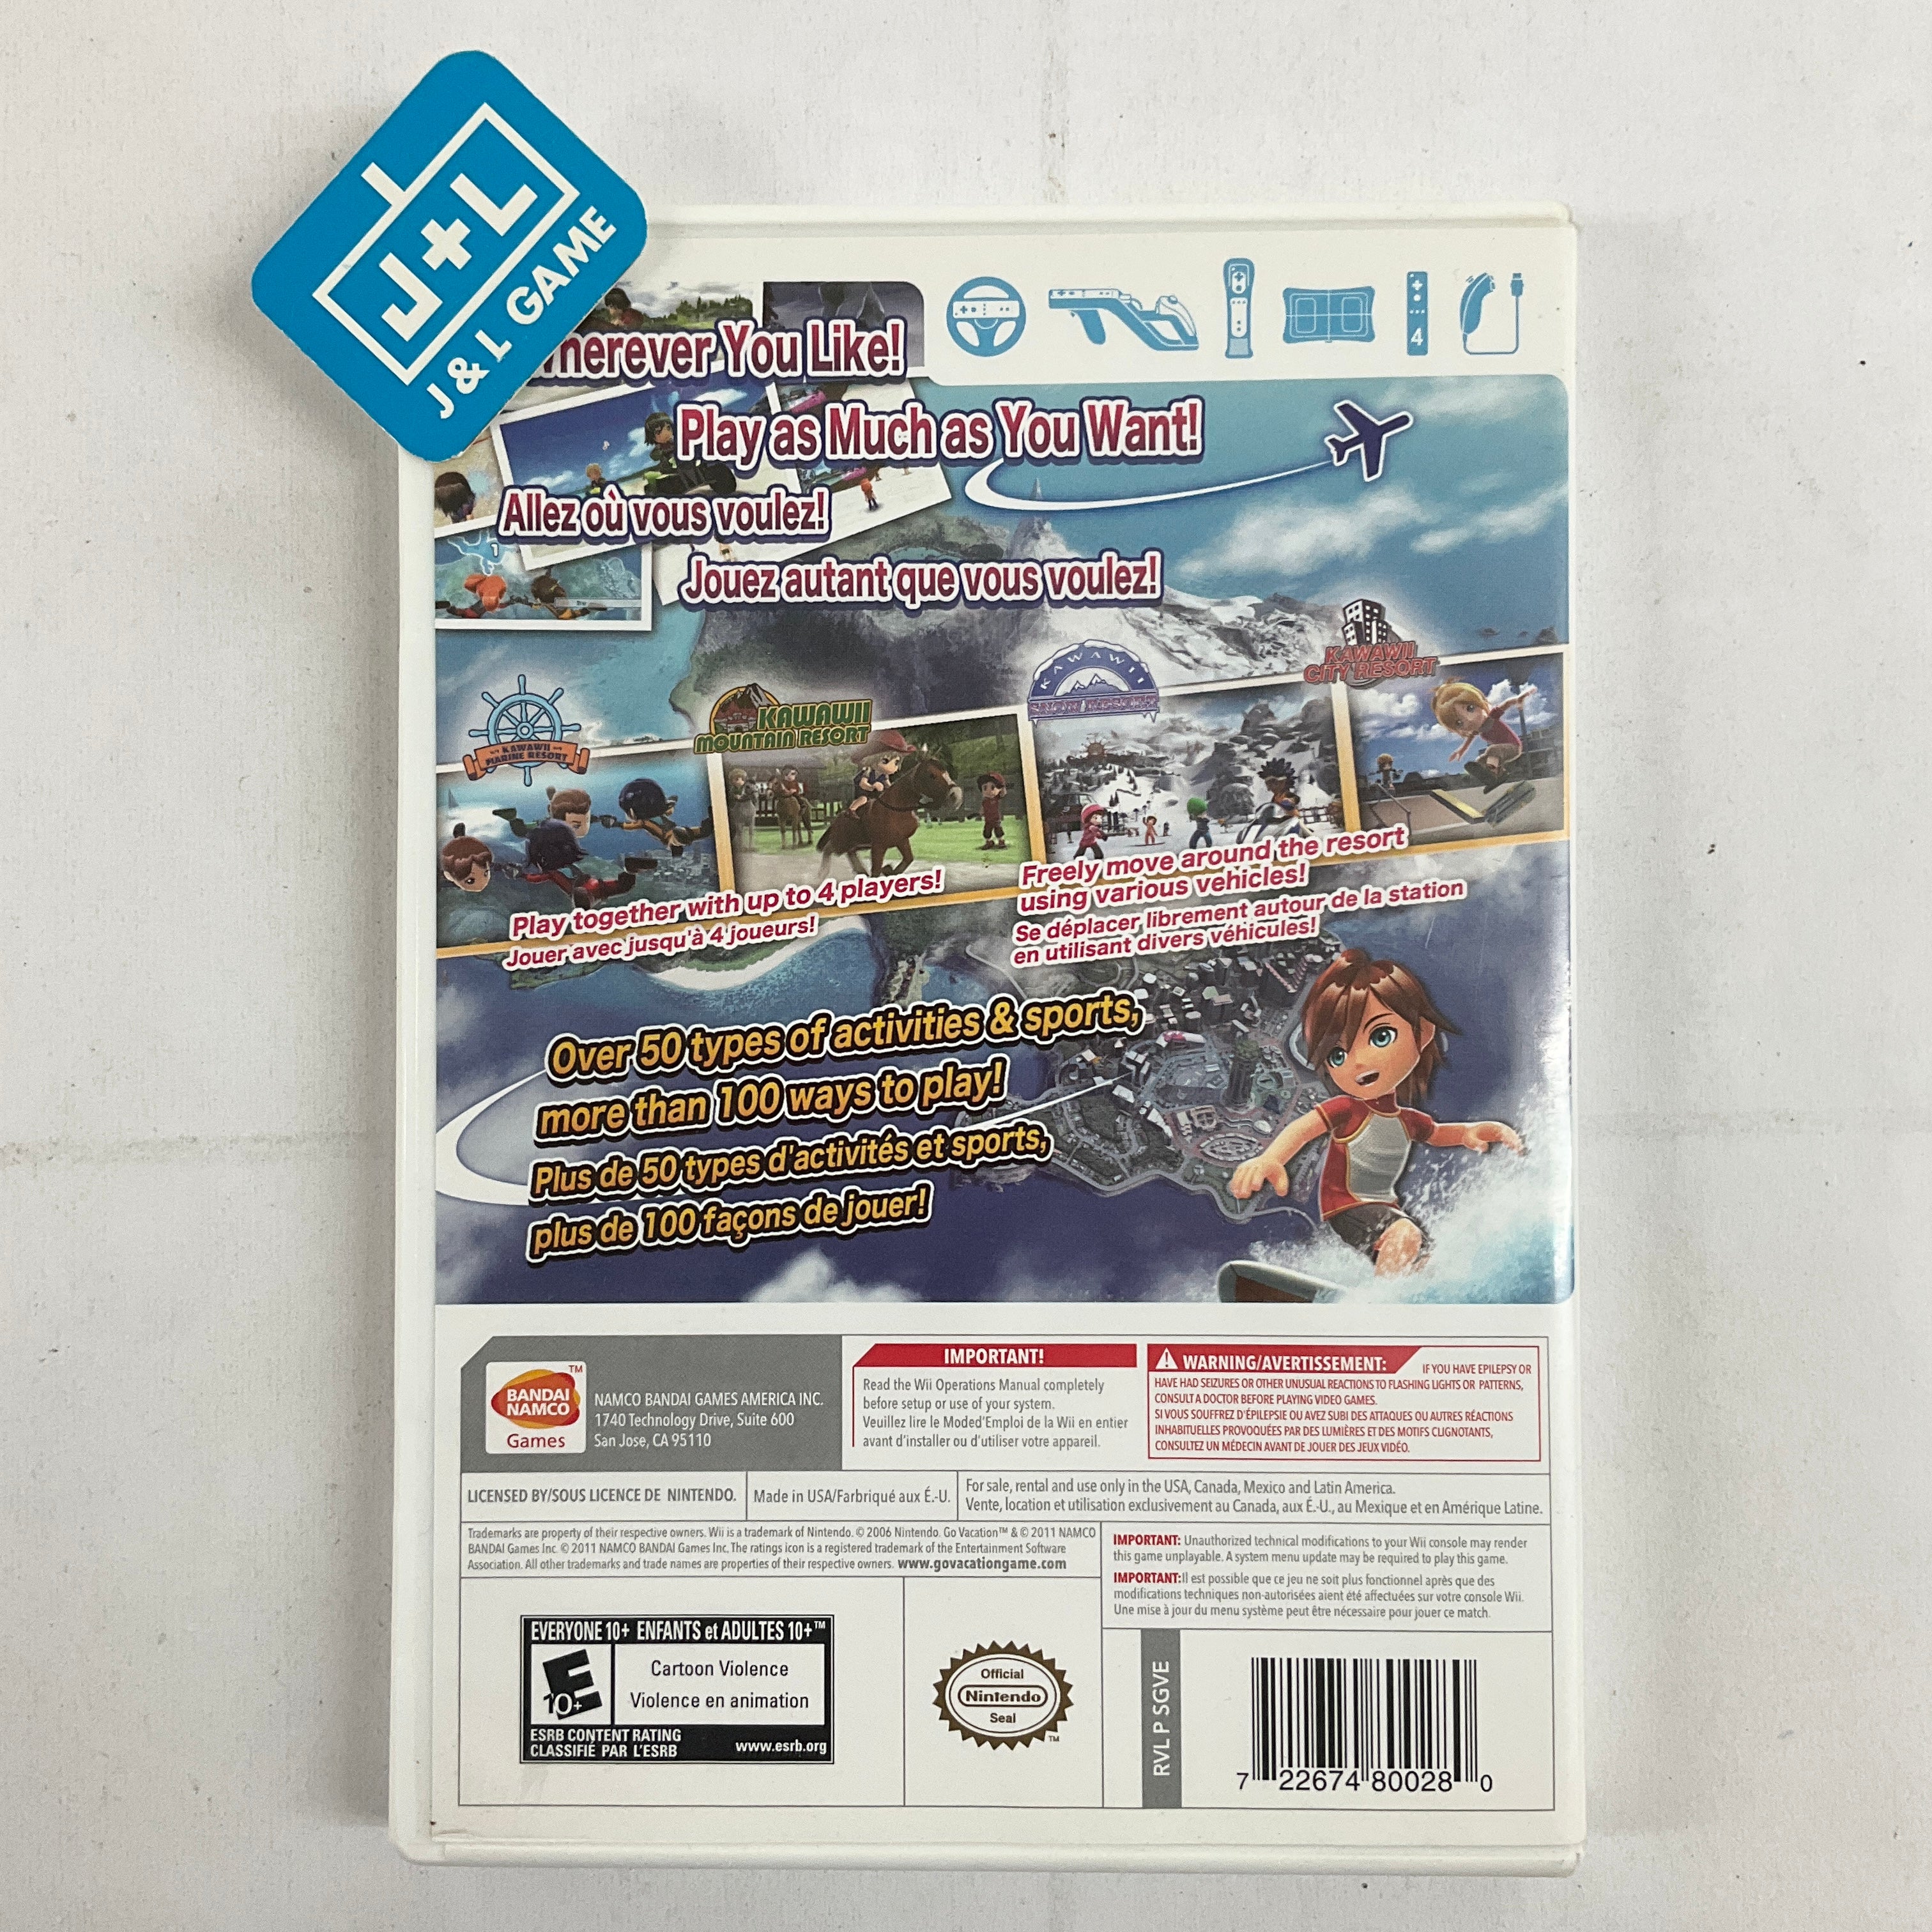 J+L
J & L GAME
Wherever You Like!
Play as Much as You Want!
Allez où vous voulez!
Jouez autant que vous voulez!
4
1
KAWAWII
MARINE RESORT
KAWAWII
MOUNTAIN RESORT
KAWAWII
SNOW RESORT
KAWAWII
CITY RESORT
Play together with up to 4 players!
Jouer avec jusqu'à 4 joueurs!
Freely move around the resort
using various vehicles!
Se déplacer librement autour de la station
en utilisant divers véhicules!
Over 50 types of activities & sports,
more than 100 ways to play!
Plus de 50 types d'activités et sports,
plus de 100 façons de jouer!
BANDAI
NAMCO
Games
TM
NAMCO BANDAI GAMES AMERICA INC.
1740 Technology Drive, Suite 600
San Jose, CA 95110
IMPORTANT!
Read the Wii Operations Manual completely
before setup or use of your system.
Veuillez lire le Moded'Emploi de la Wii en entier
avant d'installer ou d'utiliser votre appareil.
WARNING/AVERTISSEMENT: IF YOU HAVE EPILEPSY OR
HAVE HAD SEIZURES OR OTHER UNUSUAL REACTIONS TO FLASHING LIGHTS OR PATTERNS,
CONSULT A DOCTOR BEFORE PLAYING VIDEO GAMES.
SI VOUS SOUFFREZ D'ÉPILEPSIE OU AVEZ SUBI DES ATTAQUES OU AUTRES RÉACTIONS
INHABITUELLES PROVOQUÉES PAR DES LUMIÈRES ET DES MOTIFS CLIGNOTANTS,
CONSULTEZ UN MÉDECIN AVANT DE JOUER DES JEUX VIDÉO.
LICENSED BY/SOUS LICENCE DE NINTENDO.
Made in USA/Farbriqué aux É.-U.
For sale, rental and use only in the USA, Canada, Mexico and Latin America.
Vente, location et utilisation exclusivement au Canada, aux É.-U., au Mexique et en Amérique Latine.
Trademarks are property of their respective owners. Wii is a trademark of Nintendo. © 2006 Nintendo. Go Vacation™ & © 2011 NAMCO
BANDAI Games Inc. © 2011 NAMCO BANDAI Games Inc. The ratings icon is a registered trademark of the Entertainment Software
Association. All other trademarks and trade names are properties of their respective owners. www.govacationgame.com
IMPORTANT: Unauthorized technical modifications to your Wii console may render
this game unplayable. A system menu update may be required to play this game.
IMPORTANT:Il est possible que ce jeu ne soit plus fonctionnel après que des
modifications techniques non-autorisées aient été affectuées sur votre console Wii.
Une mise à jour du menu système peut être nécessaire pour jouer ce match.
EVERYONE 10+ ENFANTS et ADULTES 10+™
E
10+
Cartoon Violence
Violence en animation
ESRB CONTENT RATING
CLASSIFIÉ PAR L'ESRB
www.esrb.org
Official
Nintendo
Seal
TM
RVL P SGVE
7 22674 80028 0